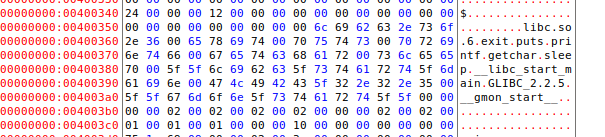 00000000:00400340 24 00 00 00 12 00 00 00 00 00 00 00 00 00 00 00 $...............
00000000:00400350 00 00 00 00 00 00 00 00 00 6c 69 62 63 2e 73 6f .........libc.so
00000000:00400360 2e 36 00 65 78 69 74 00 70 75 74 73 00 70 72 69 .6.exit.puts.pri
00000000:00400370 6e 74 66 00 67 65 74 63 68 61 72 00 73 6c 65 65 ntf.getchar.slee
00000000:00400380 70 00 5f 5f 6c 69 62 63 5f 73 74 61 72 74 5f 6d p.__libc_start_m
00000000:00400390 61 69 6e 00 47 4c 49 42 43 5f 32 2e 32 2e 35 00 ain.GLIBC_2.2.5.
00000000:004003a0 5f 5f 67 6d 6f 6e 5f 73 74 61 72 74 5f 5f 00 00 __gmon_start__..
00000000:004003b0 00 00 02 00 02 00 02 00 02 00 00 00 02 00 02 00 ................
00000000:004003c0 01 00 01 00 01 00 00 00 10 00 00 00 00 00 00 00 ................